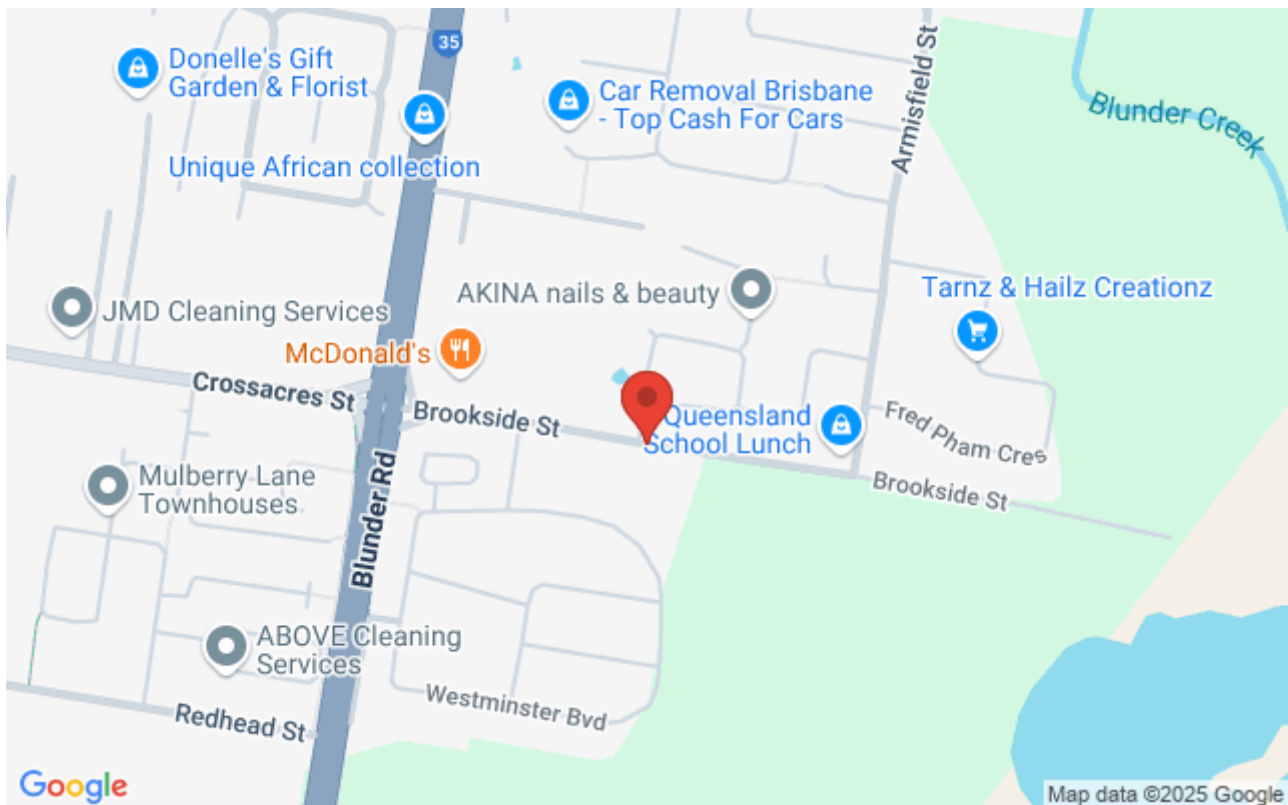 35
Donelle's Gift
Garden & Florist
Car Removal Brisbane
- Top Cash For Cars
Armisfield St
Blunder Creek
Unique African collection
AKINA nails & beauty
Tarnz & Hailz Creationz
JMD Cleaning Services
McDonald's
Crossacres St
Brookside St
Queensland
School Lunch
Fred Pham Cres
Brookside St
Mulberry Lane
Townhouses
Blunder Rd
ABOVE Cleaning
Services
Westminster Bvd
Redhead St
Google
Map data ©2025 Google